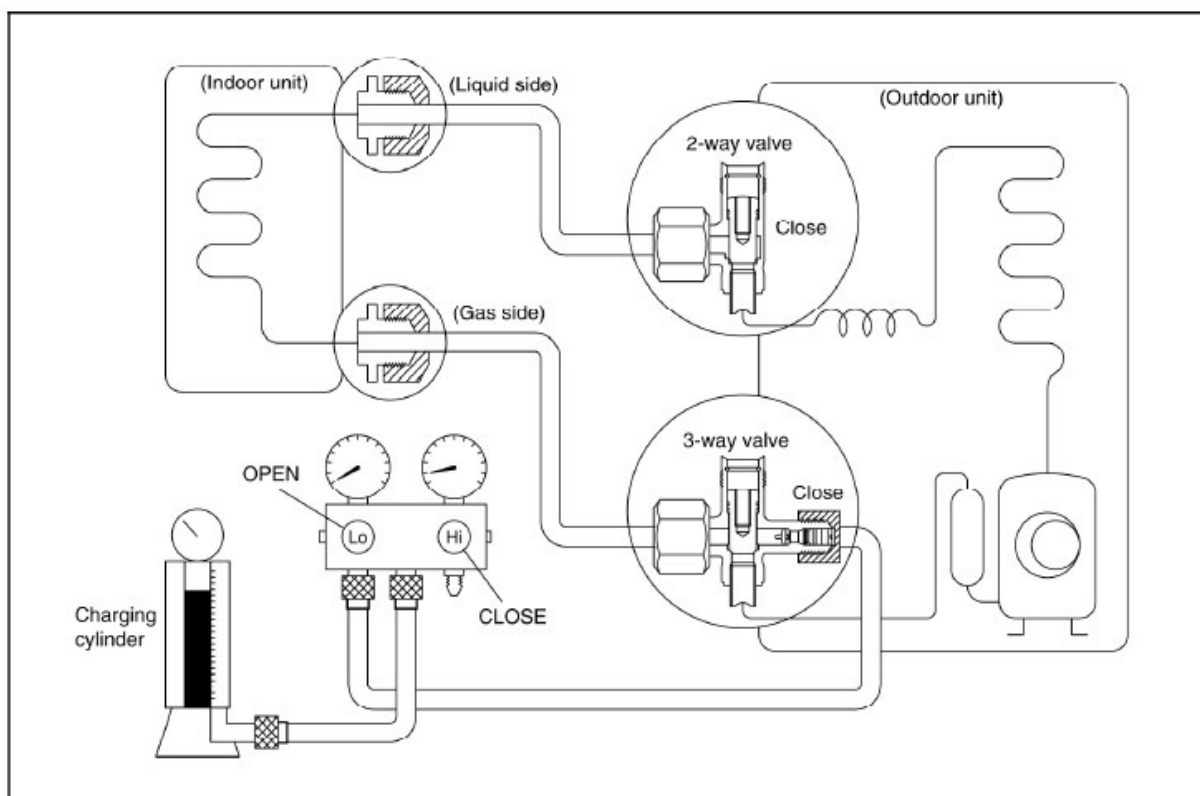 (Indoor unit)
(Liquid side)
(Outdoor unit)
2-way valve
Close
(Gas side)
3-way valve
Close
OPEN
Lo
Hi
CLOSE
Charging
cylinder